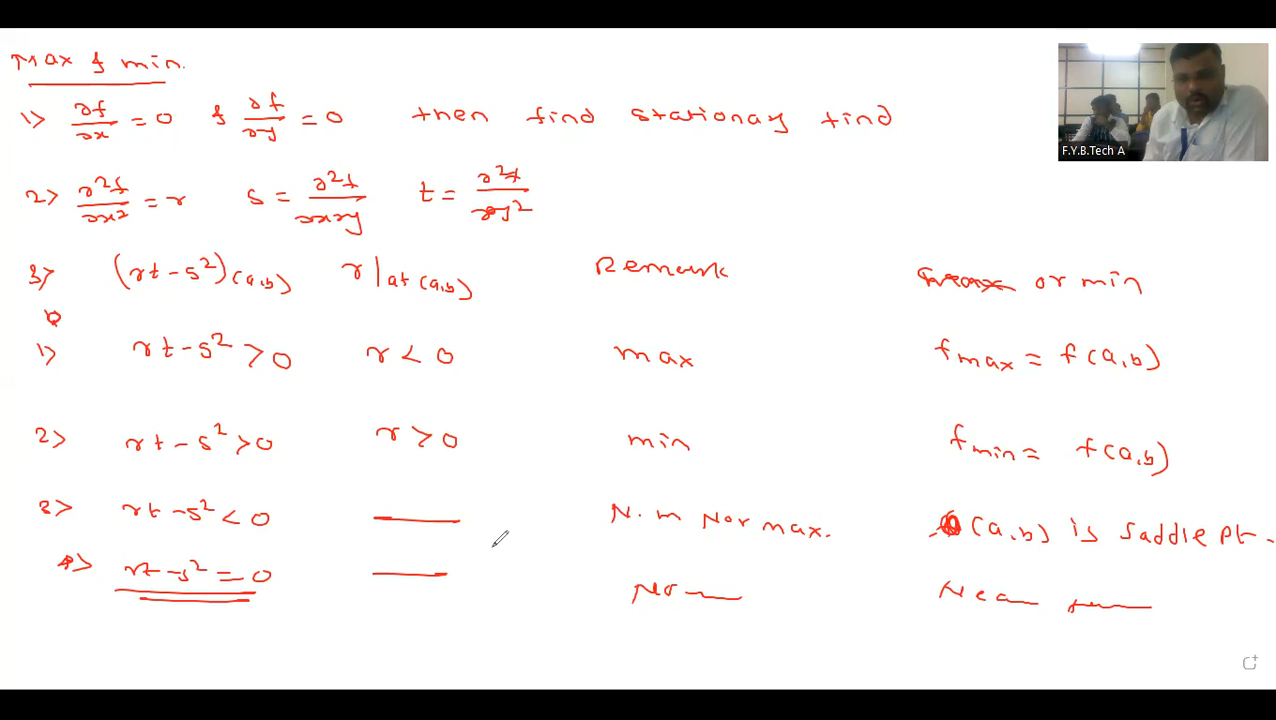 Max & min.
1> ∂f/∂x = 0 & ∂f/∂y = 0 then find stationary find
2> ∂²f/∂x² = r s = ∂²f/∂x∂y t = ∂²f/∂y²
3> (rt-s²)(a,b) r|at (a,b) Remark max or min
1> rt-s² >0 r < 0 max fmax = f(a,b)
2> rt-s² >0 r > 0 min fmin = f(a,b)
3> rt-s² < 0 — N. m Nor max. (a,b) is saddle pt.
4> rt-s² = 0 — No
F.Y.B.Tech A